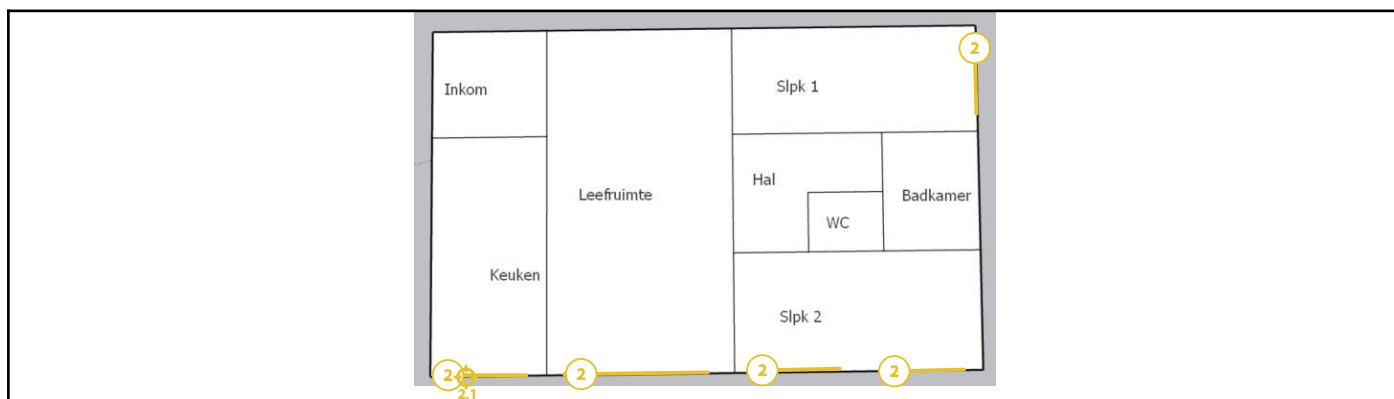 2
Inkom
Slpk 1
Hal
Leefruimte
Badkamer
WC
Keuken
Slpk 2
2
2
2
2
2.1